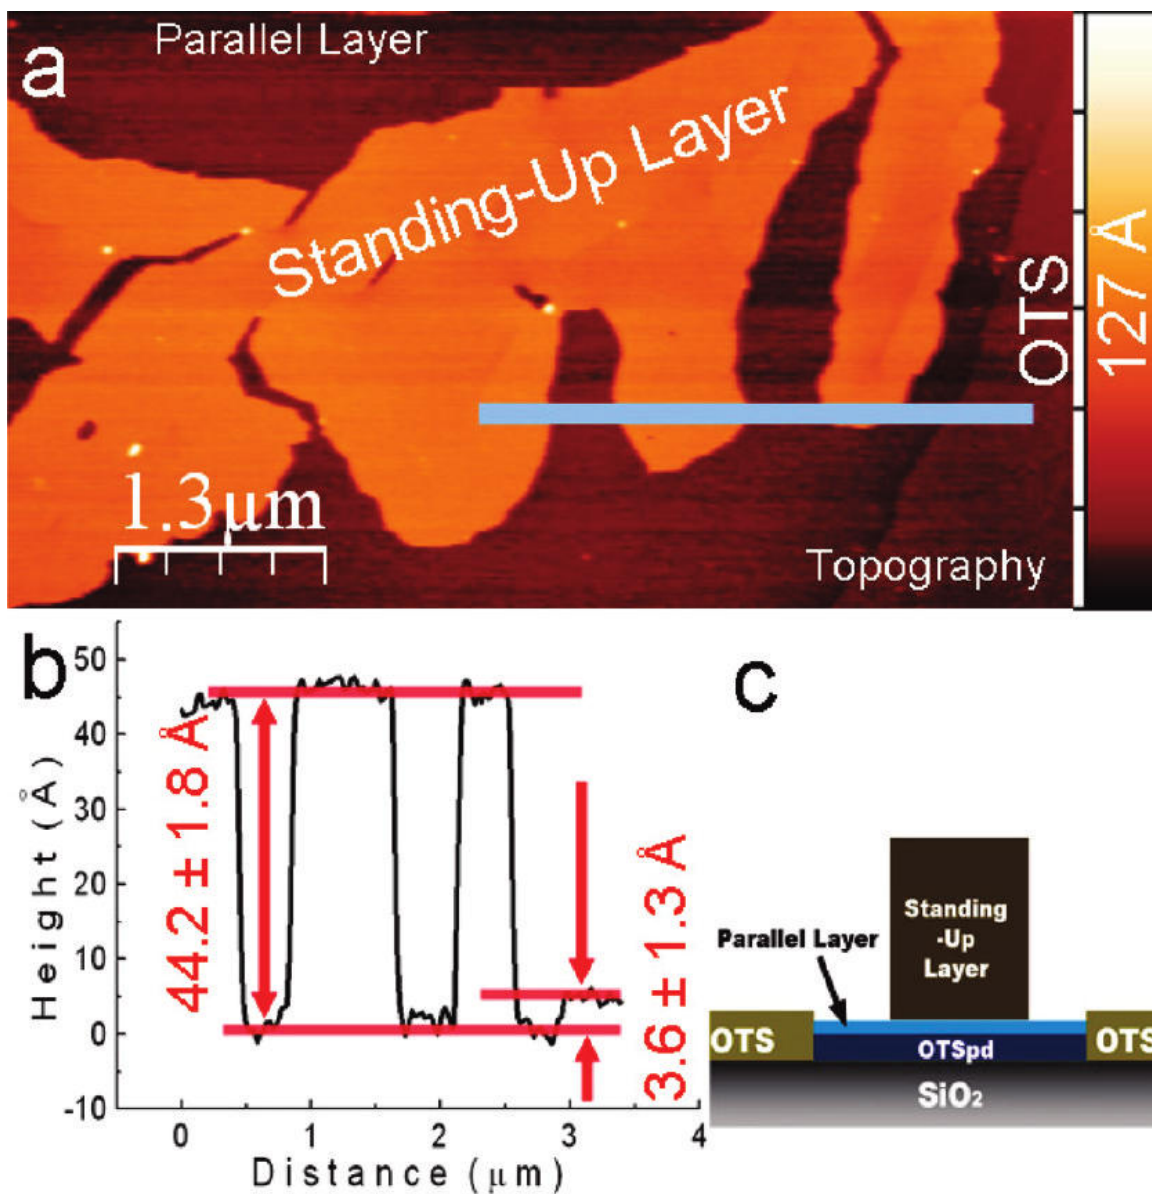 Parallel Layer
a
Standing-Up Layer
OTS
127 Å
1.3µm
Topography
b
50
40
30
20
10
0
-10
Height (Å)
44.2 ± 1.8 Å
3.6 ± 1.3 Å
0 1 2 3 4
Distance (µm)
c
Standing
-Up
Layer
Parallel Layer
OTS
OTSpd
OTS
SiO₂